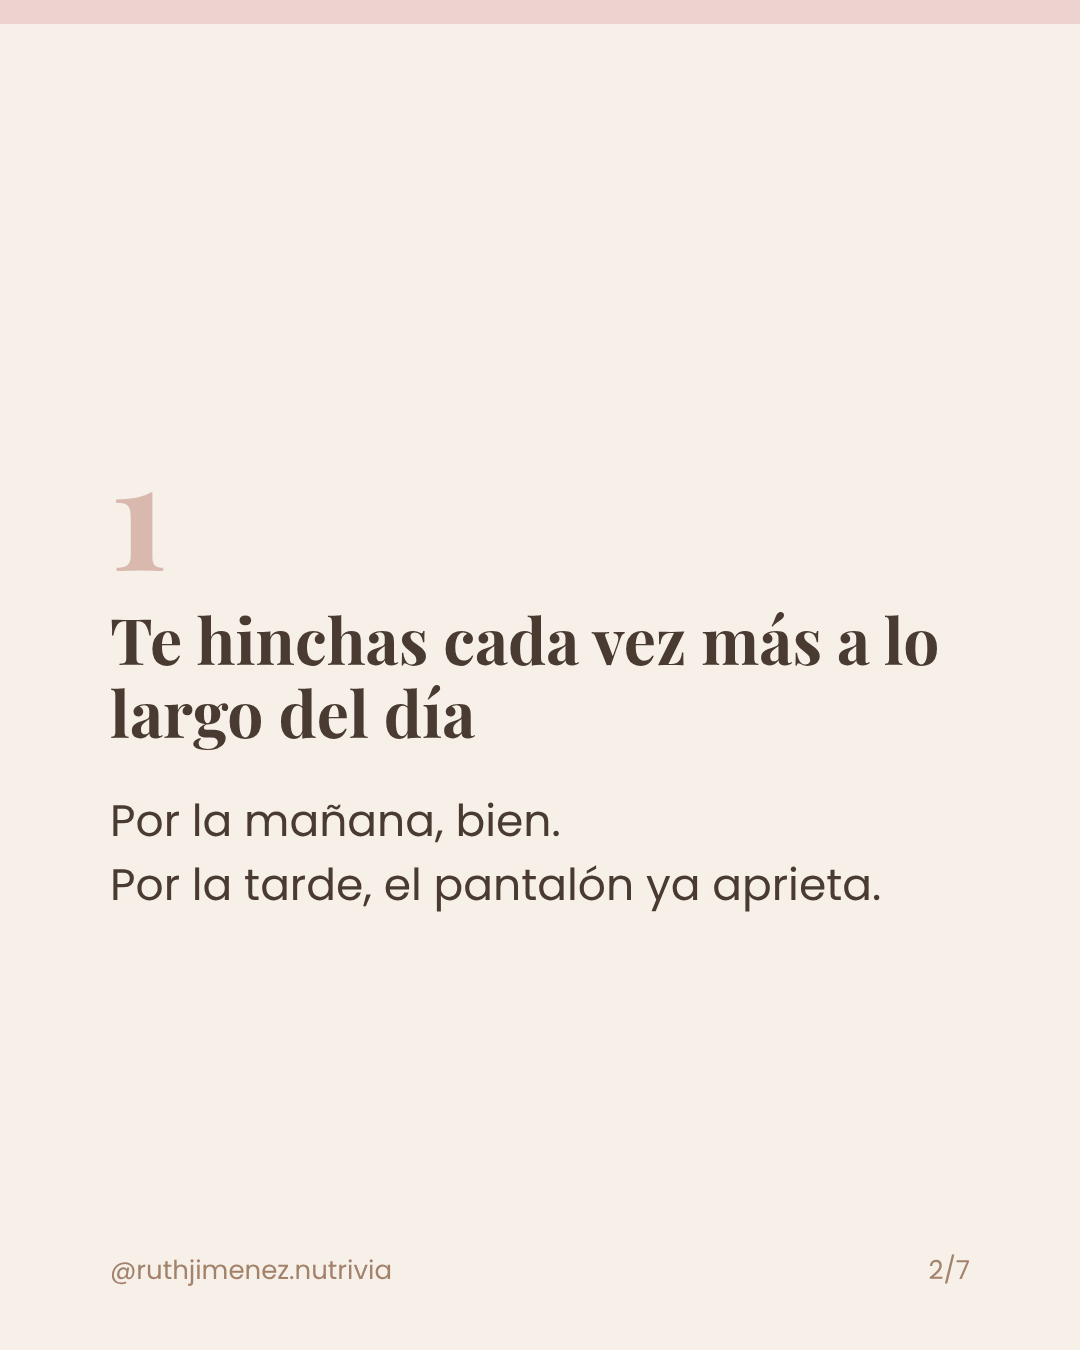 1
Te hinchas cada vez más a lo
largo del día
Por la mañana, bien.
Por la tarde, el pantalón ya aprieta.
@ruthjimenez.nutrivia
2/7